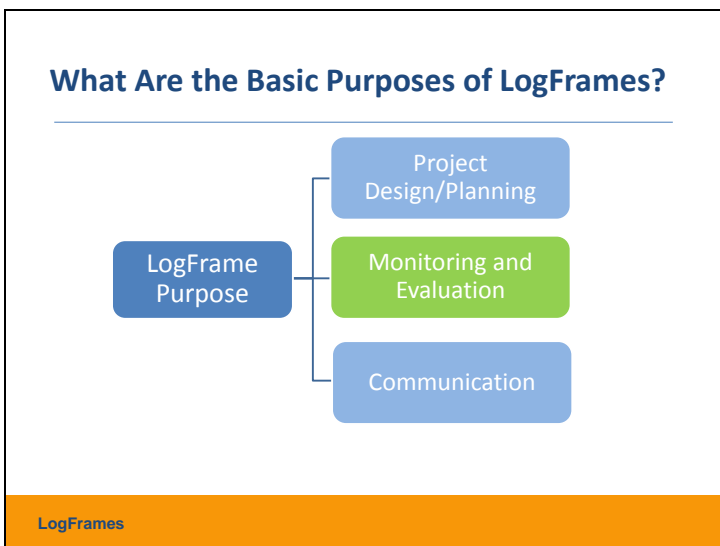 What Are the Basic Purposes of LogFrames?
Project
Design/Planning
LogFrame
Purpose
Monitoring and
Evaluation
Communication
LogFrames